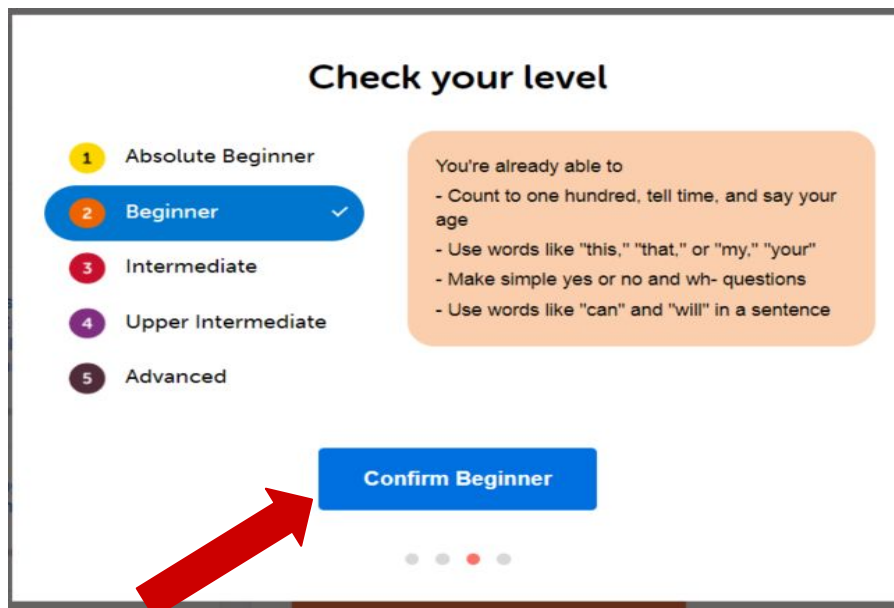 Check your level
1 Absolute Beginner
2 Beginner
3 Intermediate
4 Upper Intermediate
5 Advanced
You're already able to
- Count to one hundred, tell time, and say your
age
- Use words like "this," "that," or "my," "your"
- Make simple yes or no and wh- questions
- Use words like "can" and "will" in a sentence
Confirm Beginner